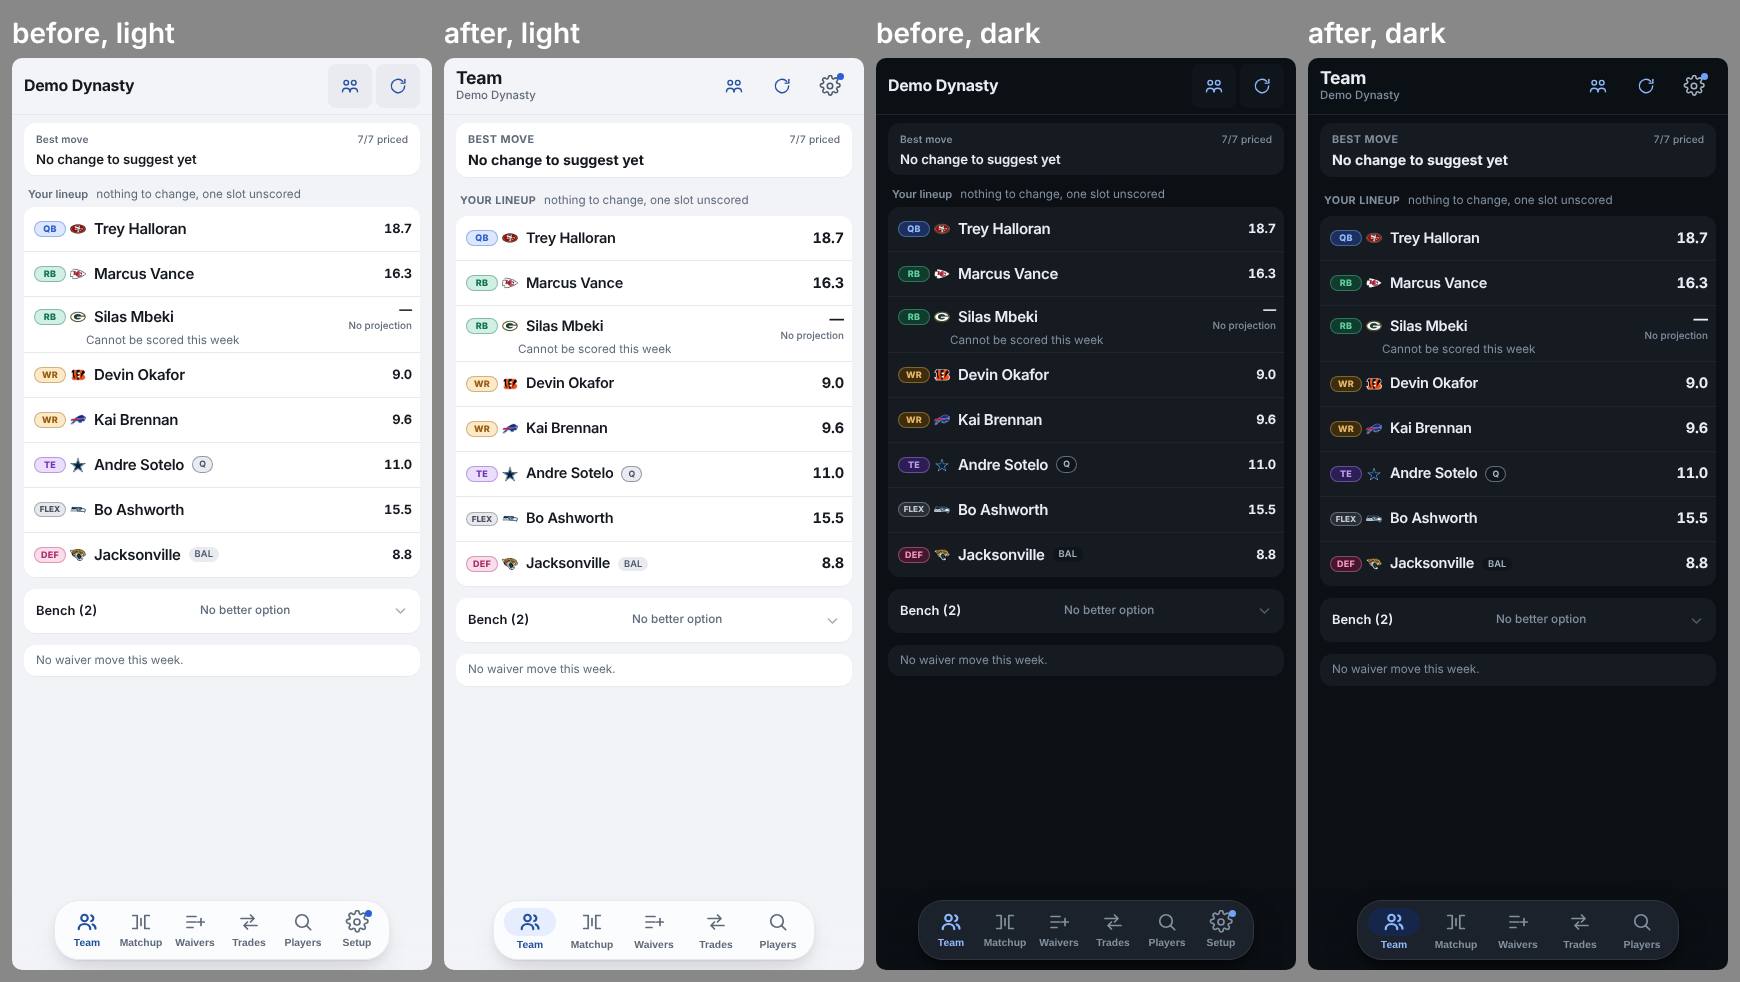 before, light
Demo Dynasty
Best move
7/7 priced
No change to suggest yet
Your lineup nothing to change, one slot unscored
QB Trey Halloran 18.7
RB Marcus Vance 16.3
RB Silas Mbeki —
No projection
Cannot be scored this week
WR Devin Okafor 9.0
WR Kai Brennan 9.6
TE Andre Sotelo Q 11.0
FLEX Bo Ashworth 15.5
DEF Jacksonville BAL 8.8
Bench (2) No better option
No waiver move this week.
Team Matchup Waivers Trades Players Setup
after, light
Team
Demo Dynasty
BEST MOVE
7/7 priced
No change to suggest yet
YOUR LINEUP nothing to change, one slot unscored
QB Trey Halloran 18.7
RB Marcus Vance 16.3
RB Silas Mbeki —
No projection
Cannot be scored this week
WR Devin Okafor 9.0
WR Kai Brennan 9.6
TE Andre Sotelo Q 11.0
FLEX Bo Ashworth 15.5
DEF Jacksonville BAL 8.8
Bench (2) No better option
No waiver move this week.
Team Matchup Waivers Trades Players
before, dark
Demo Dynasty
Best move
7/7 priced
No change to suggest yet
Your lineup nothing to change, one slot unscored
QB Trey Halloran 18.7
RB Marcus Vance 16.3
RB Silas Mbeki —
No projection
Cannot be scored this week
WR Devin Okafor 9.0
WR Kai Brennan 9.6
TE Andre Sotelo Q 11.0
FLEX Bo Ashworth 15.5
DEF Jacksonville BAL 8.8
Bench (2) No better option
No waiver move this week.
Team Matchup Waivers Trades Players Setup
after, dark
Team
Demo Dynasty
BEST MOVE
7/7 priced
No change to suggest yet
YOUR LINEUP nothing to change, one slot unscored
QB Trey Halloran 18.7
RB Marcus Vance 16.3
RB Silas Mbeki —
No projection
Cannot be scored this week
WR Devin Okafor 9.0
WR Kai Brennan 9.6
TE Andre Sotelo Q 11.0
FLEX Bo Ashworth 15.5
DEF Jacksonville BAL 8.8
Bench (2) No better option
No waiver move this week.
Team Matchup Waivers Trades Players